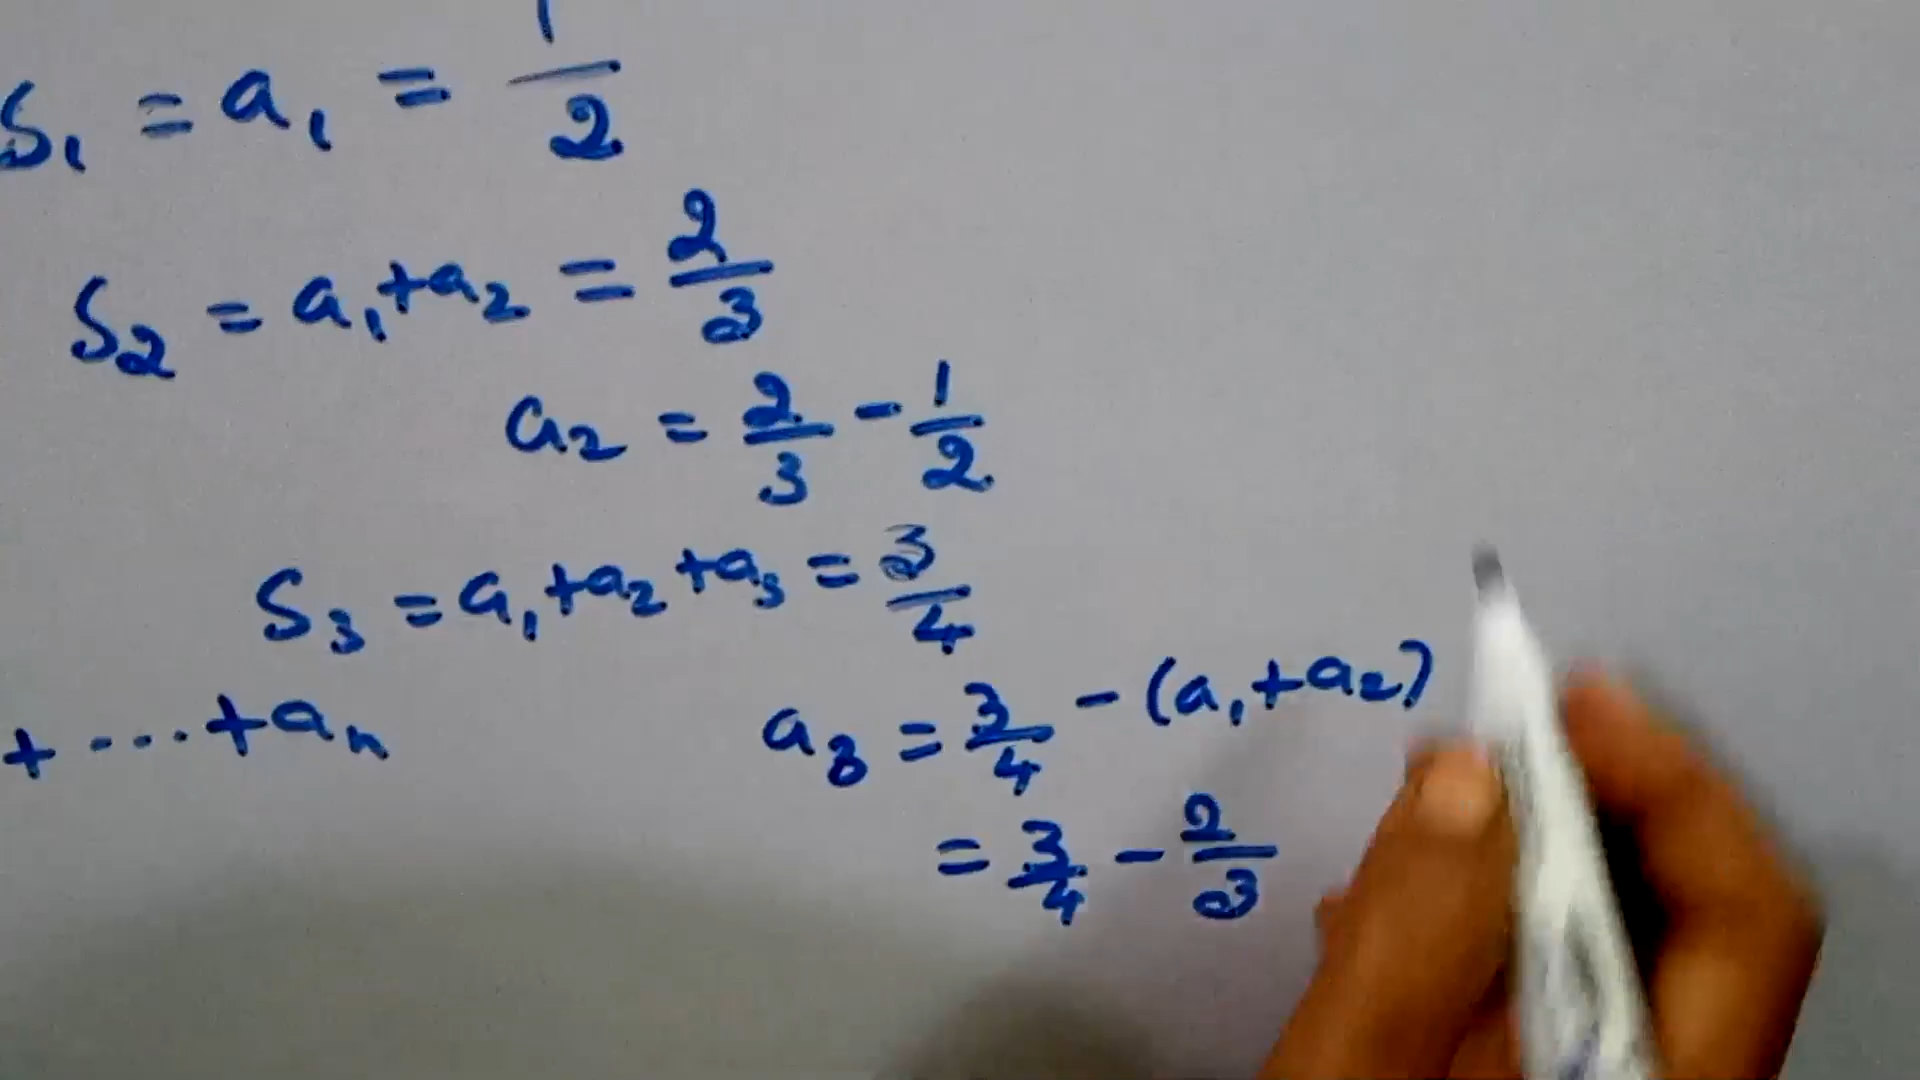 S₁ = a₁ = 1/2
S₂ = a₁+a₂ = 2/3
a₂ = 2/3 - 1/2
S₃ = a₁+a₂+a₃ = 3/4
+ ... + aₙ
a₃ = 3/4 - (a₁+a₂)
= 3/4 - 2/3